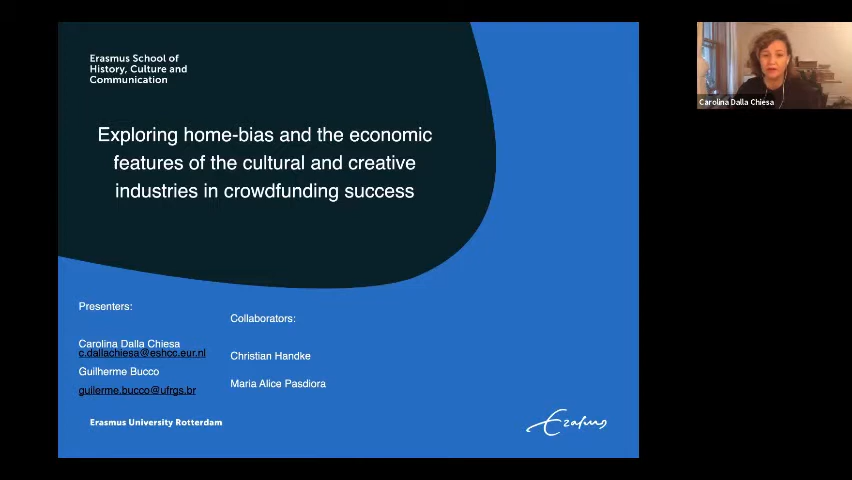 Erasmus School of
History, Culture and
Communication
Exploring home-bias and the economic
features of the cultural and creative
industries in crowdfunding success
Presenters:
Carolina Dalla Chiesa
c.dallachiesa@eshcc.eur.nl
Guilherme Bucco
guilerme.bucco@ufrgs.br
Collaborators:
Christian Handke
Maria Alice Pasdiora
Erasmus University Rotterdam
Erasmus
Carolina Dalla Chiesa